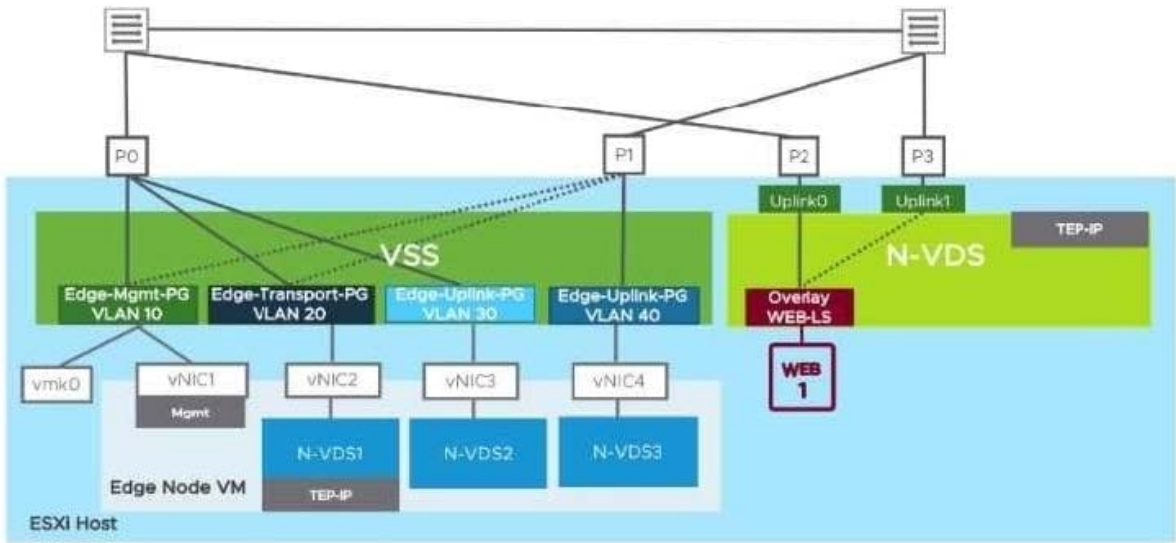 P0
P1
P2
P3
Uplink0
Uplink1
TEP-IP
VSS
N-VDS
Edge-Mgmt-PG
VLAN 10
Edge-Transport-PG
VLAN 20
Edge-Uplink-PG
VLAN 30
Edge-Uplink-PG
VLAN 40
Overlay
WEB-LS
vmk0
vNIC1
Mgmt
vNIC2
vNIC3
vNIC4
WEB
1
N-VDS1
TEP-IP
N-VDS2
N-VDS3
Edge Node VM
ESXi Host